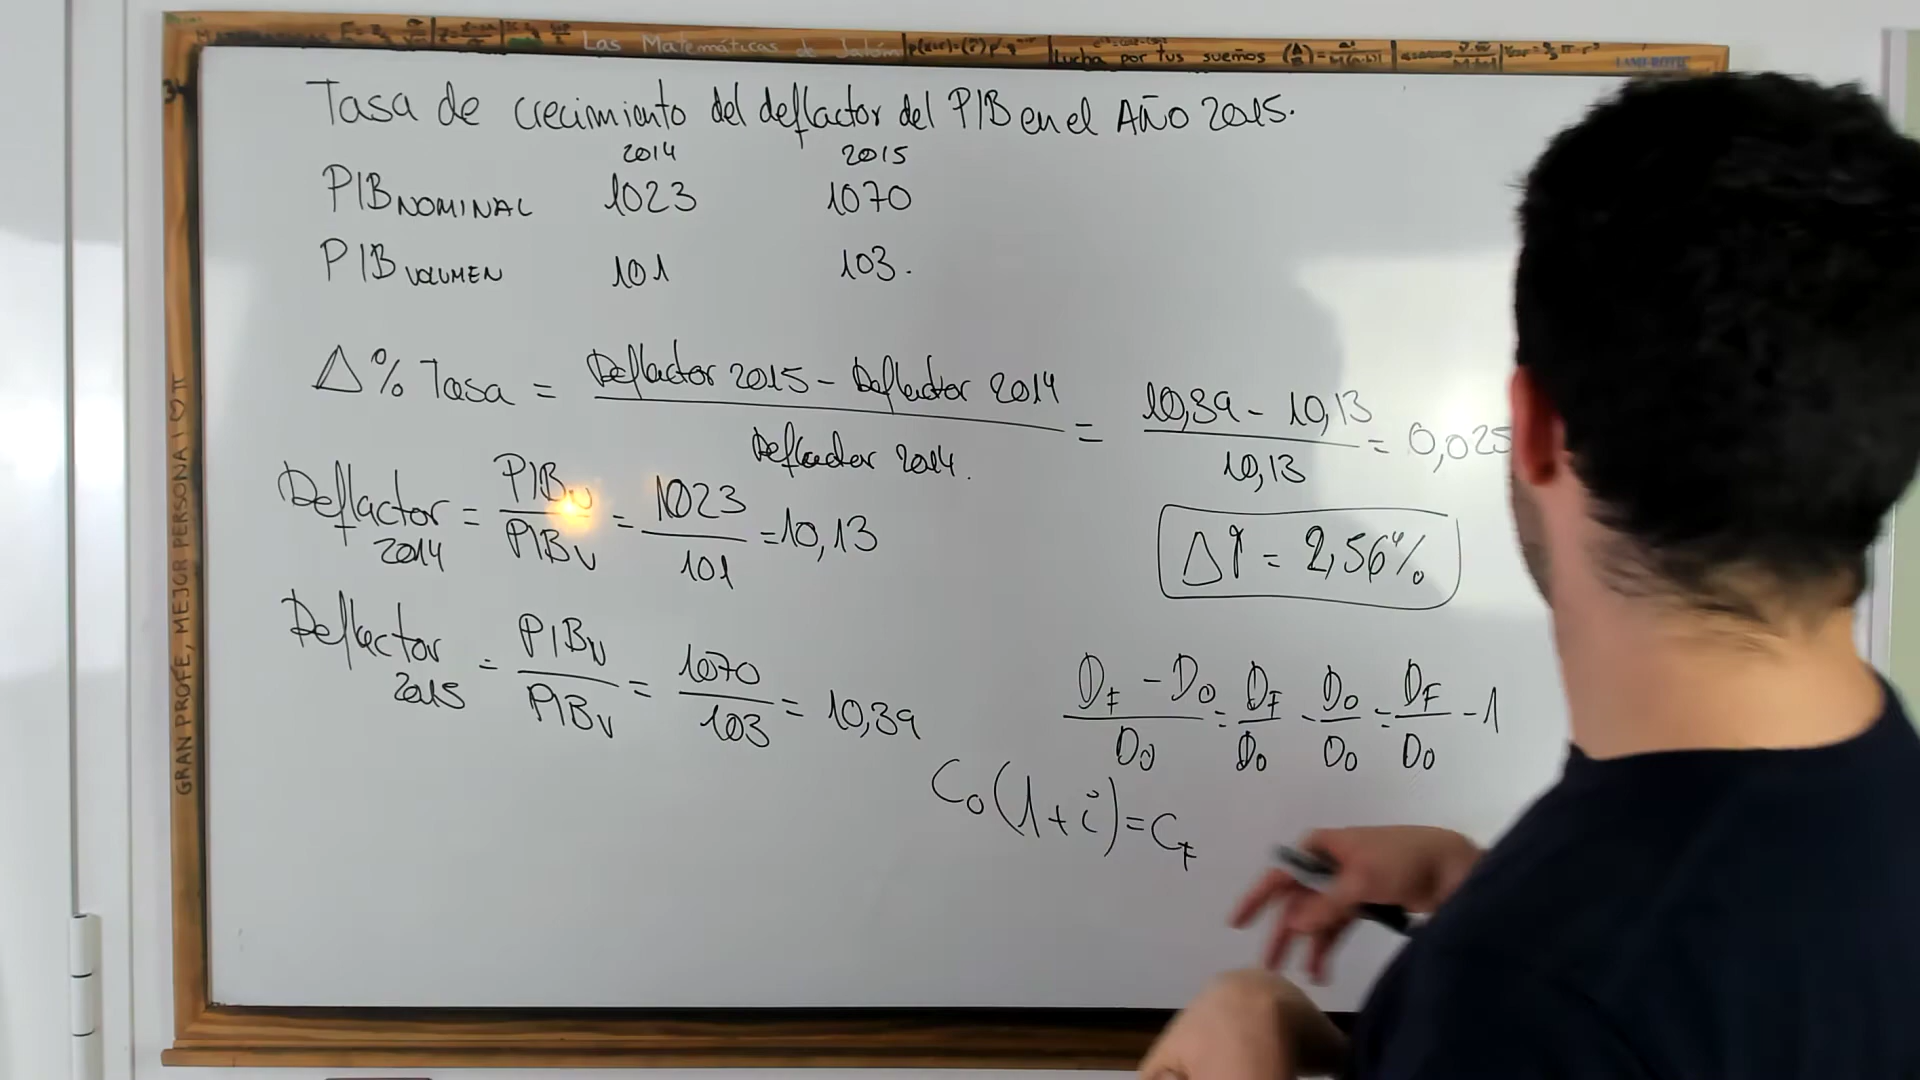 Las Matemáticas de Jaén
Lucha por tus sueños
GRAN PROFE, MEJOR PERSONA I ♡ π
Tasa de crecimiento del deflactor del PIB en el AÑO 2015.
2014 2015
PIB NOMINAL 1023 1070
PIB VOLUMEN 101 103.
Δ% Tasa = (Deflactor 2015 - Deflactor 2014) / Deflactor 2014. = (10,39 - 10,13) / 10,13 = 0,025
Deflactor 2014 = PIBN / PIBV = 1023 / 101 = 10,13
Δ% = 2,56%
Deflactor 2015 = PIBN / PIBV = 1070 / 103 = 10,39
(DF - D0) / D0 = DF / D0 - D0 / D0 = DF / D0 - 1
C0(1+i)=CF